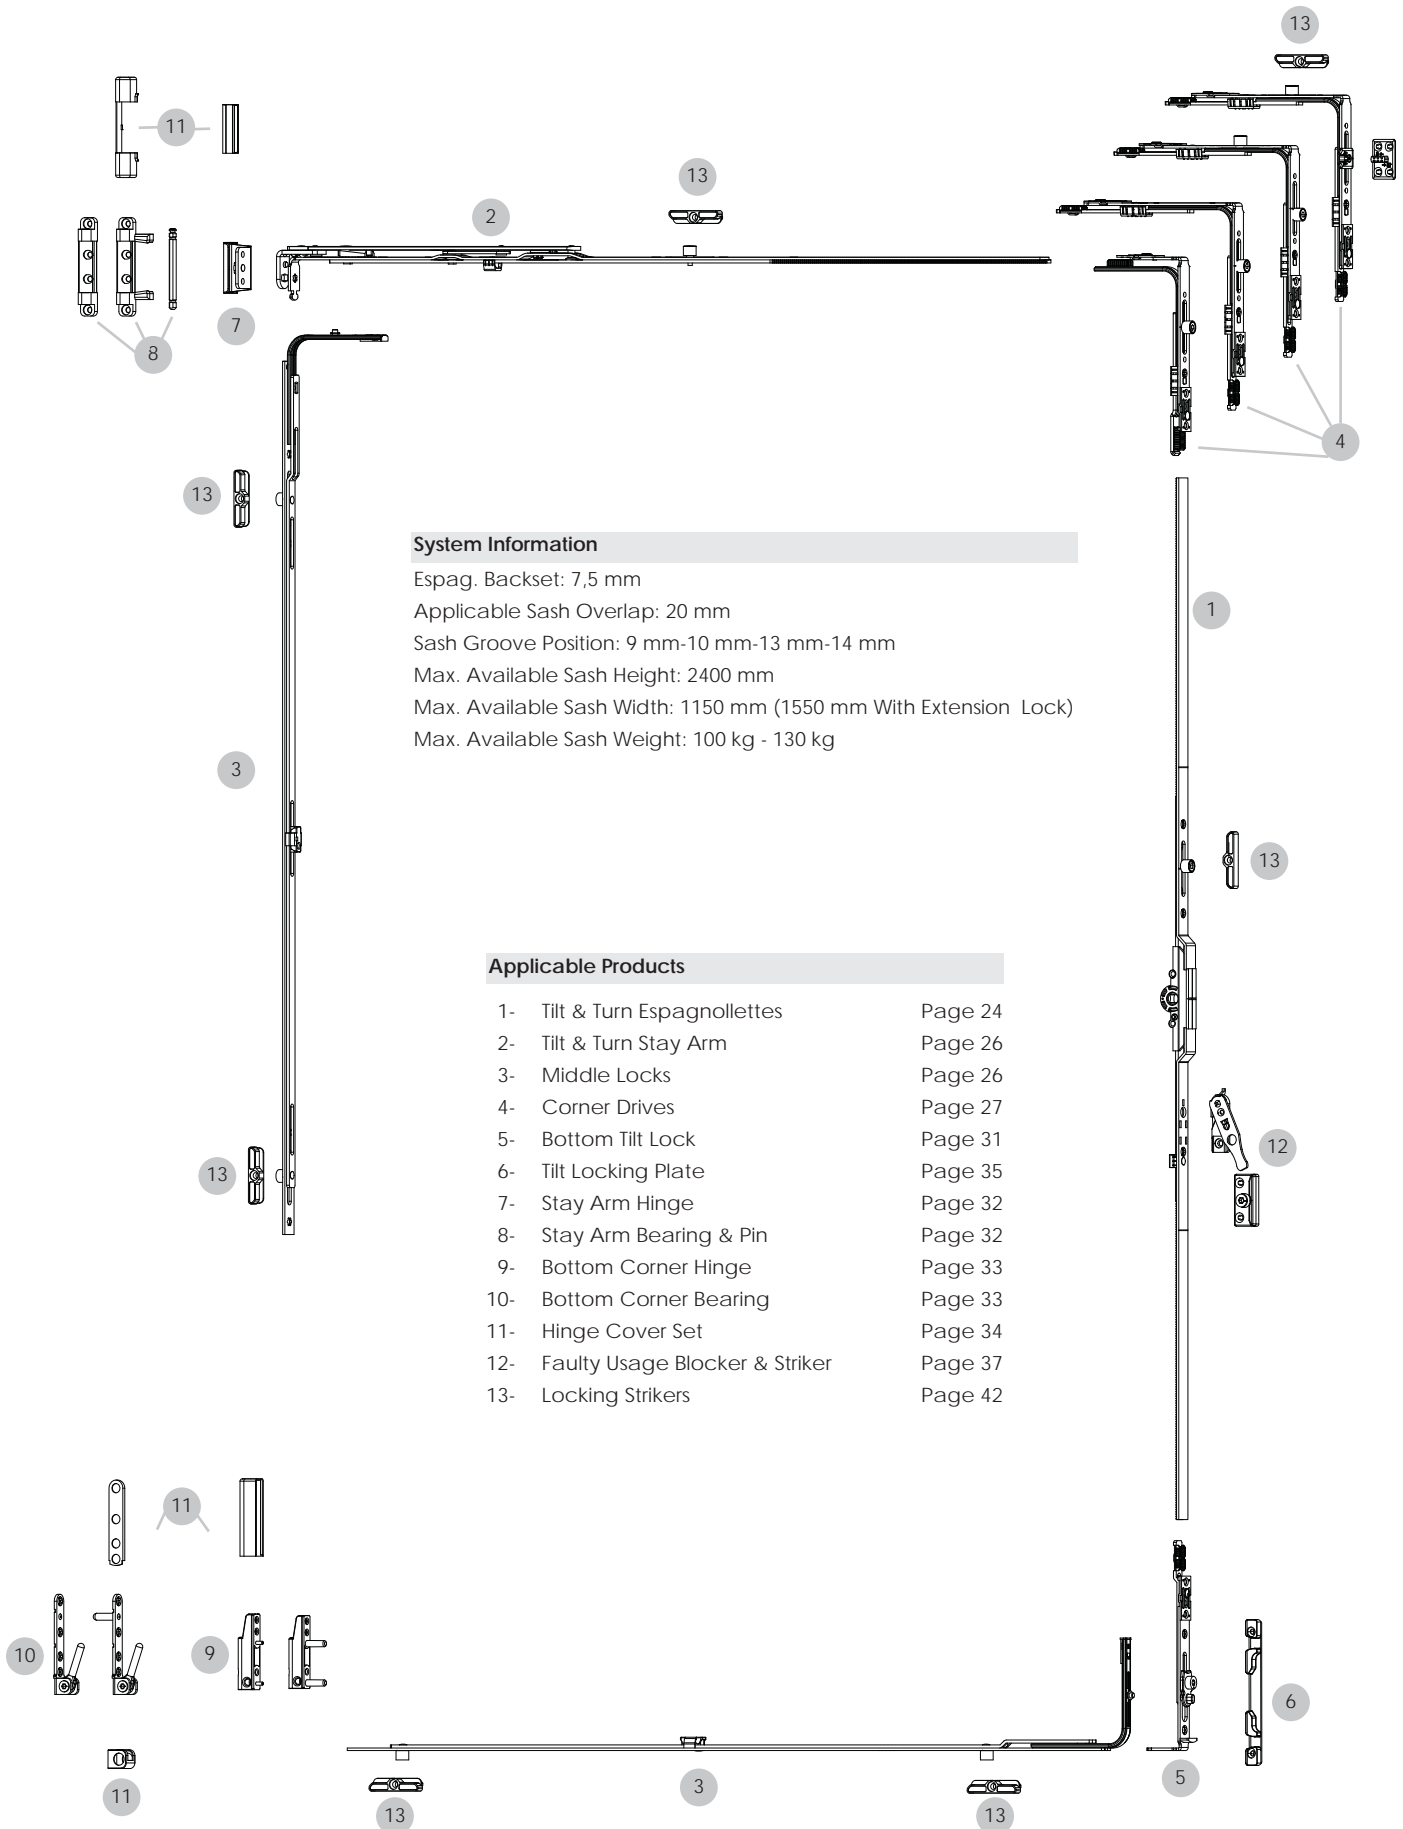 13
11
13
2
7
8
4
13
System Information
Espag. Backset: 7,5 mm
Applicable Sash Overlap: 20 mm
Sash Groove Position: 9 mm-10 mm-13 mm-14 mm
Max. Available Sash Height: 2400 mm
Max. Available Sash Width: 1150 mm (1550 mm With Extension Lock)
Max. Available Sash Weight: 100 kg - 130 kg
1
3
13
Applicable Products
1- Tilt & Turn Espagnollettes Page 24
2- Tilt & Turn Stay Arm Page 26
3- Middle Locks Page 26
4- Corner Drives Page 27
5- Bottom Tilt Lock Page 31
6- Tilt Locking Plate Page 35
7- Stay Arm Hinge Page 32
8- Stay Arm Bearing & Pin Page 32
9- Bottom Corner Hinge Page 33
10- Bottom Corner Bearing Page 33
11- Hinge Cover Set Page 34
12- Faulty Usage Blocker & Striker Page 37
13- Locking Strikers Page 42
12
13
11
10
9
6
5
3
11
13
13